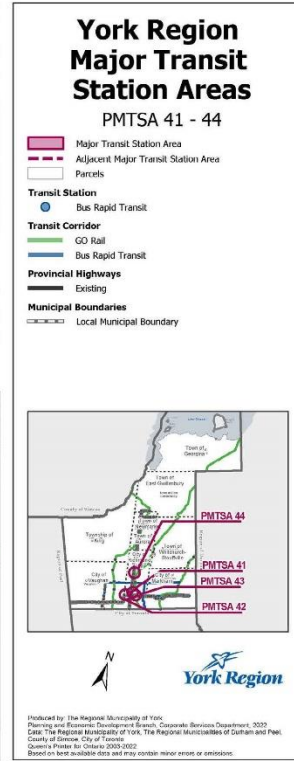 York Region
Major Transit
Station Areas
PMTSA 41 - 44
Major Transit Station Area
Adjacent Major Transit Station Area
Parcels
Transit Station
Bus Rapid Transit
Transit Corridor
GO Rail
Bus Rapid Transit
Provincial Highways
Existing
Municipal Boundaries
Local Municipal Boundary
Town of
Georgina
Town of
East Gwillimbury
County of Simcoe
Township of
King
Town of
Whitchurch-
Stouffville
City of
Vaughan
City of
Markham
PMTSA 44
PMTSA 41
PMTSA 43
PMTSA 42
York Region
Produced by: The Regional Municipality of York
Planning and Economic Development Branch, Corporate Services Department, 2022
Data: The Regional Municipality of York, The Regional Municipalities of Durham and Peel,
County of Simcoe, City of Toronto
Queen's Printer for Ontario 2003-2022
Based on best available data and may contain minor errors or omissions.